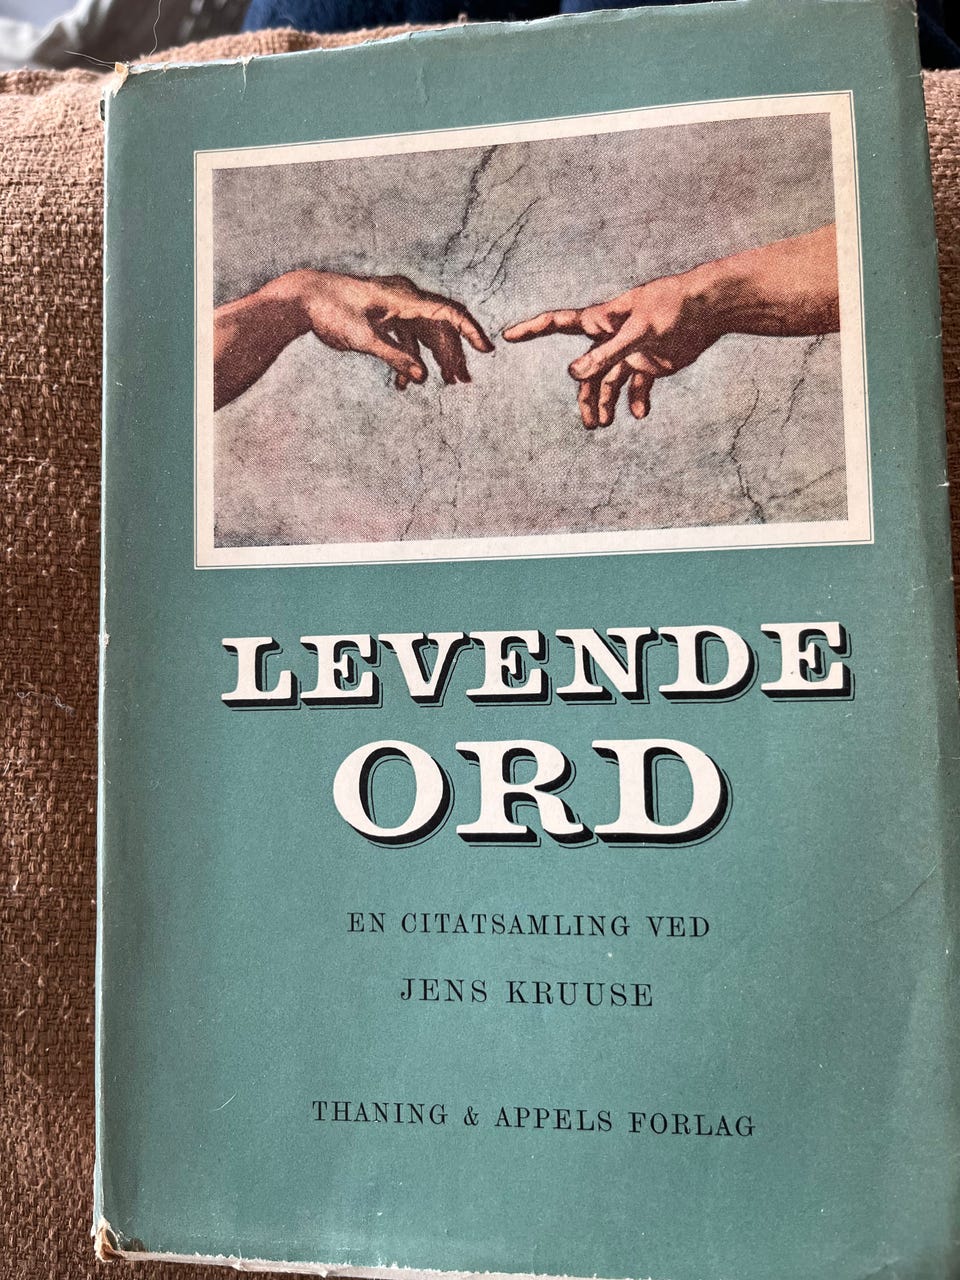 LEVENDE
ORD
EN CITATSAMLING VED
JENS KRUUSE
THANING & APPELS FORLAG